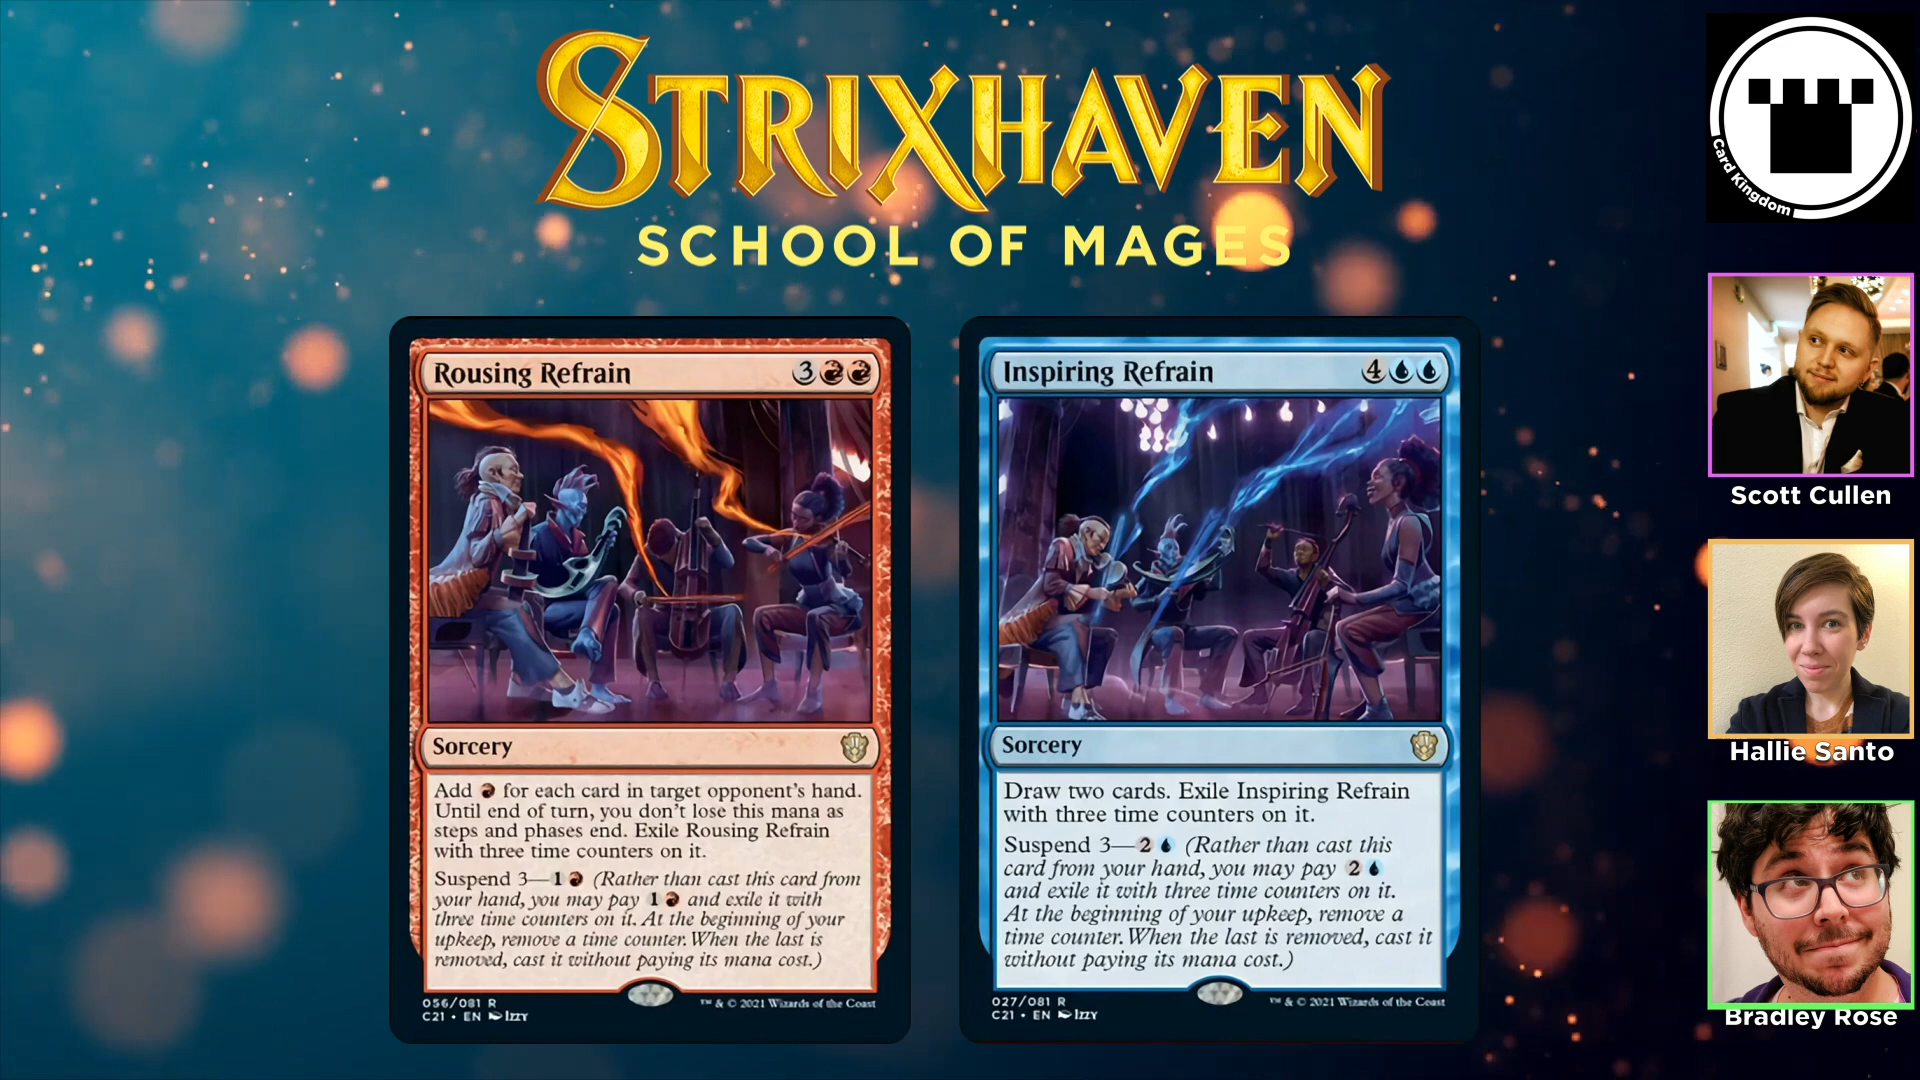 STRIXHAVEN
SCHOOL OF MAGES
Card Kingdom
Rousing Refrain 3
Sorcery
Add for each card in target opponent's hand.
Until end of turn, you don't lose this mana as
steps and phases end. Exile Rousing Refrain
with three time counters on it.
Suspend 3—1 (Rather than cast this card from
your hand, you may pay 1 and exile it with
three time counters on it. At the beginning of your
upkeep, remove a time counter. When the last is
removed, cast it without paying its mana cost.)
056/081 R
C21 • EN Izzy
™ & © 2021 Wizards of the Coast
Inspiring Refrain 4
Sorcery
Draw two cards. Exile Inspiring Refrain
with three time counters on it.
Suspend 3—2 (Rather than cast this
card from your hand, you may pay 2
and exile it with three time counters on it.
At the beginning of your upkeep, remove a
time counter. When the last is removed, cast it
without paying its mana cost.)
027/081 R
C21 • EN Izzy
™ & © 2021 Wizards of the Coast
Scott Cullen
Hallie Santo
Bradley Rose